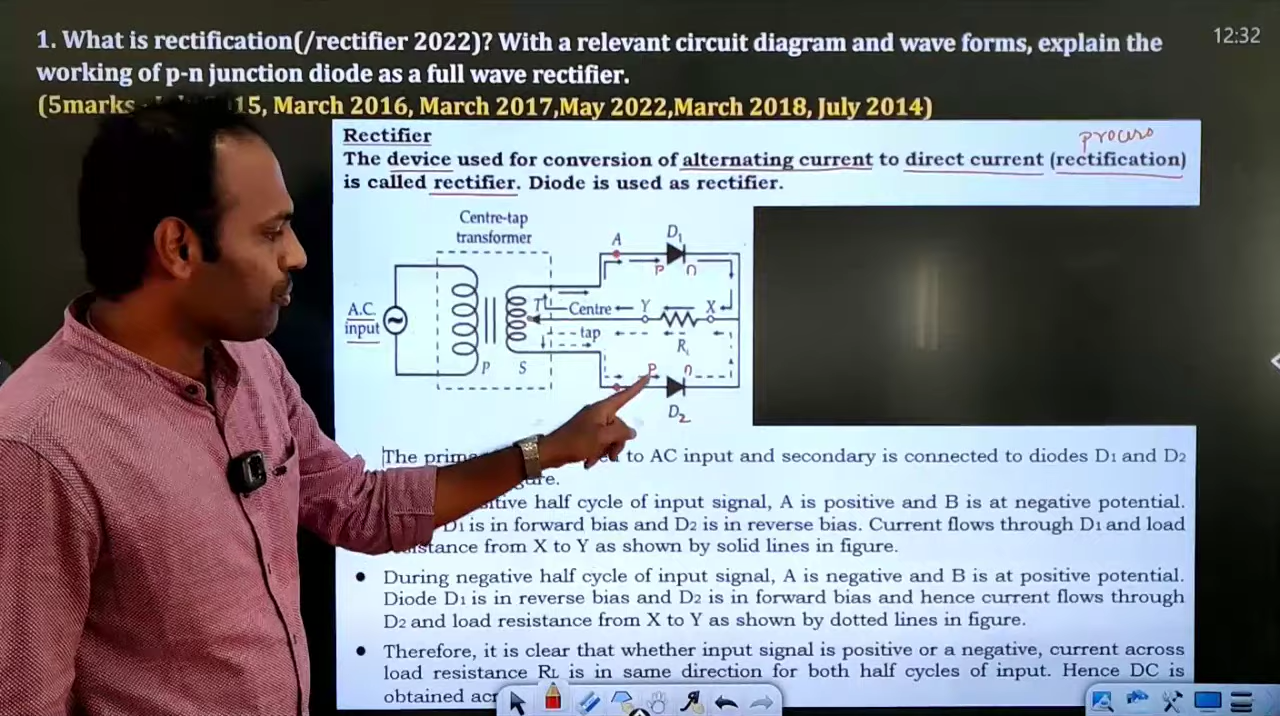 1. What is rectification(/rectifier 2022)? With a relevant circuit diagram and wave forms, explain the
12:32
working of p-n junction diode as a full wave rectifier.
(5marks 15, March 2016, March 2017,May 2022,March 2018, July 2014)
Rectifier
process
The device used for conversion of alternating current to direct current (rectification)
is called rectifier. Diode is used as rectifier.
Centre-tap
transformer
A
D1
P n
A.C.
input
T
Centre
Y
X
tap
P
S
P n
D2
The to AC input and secondary is connected to diodes D1 and D2
half cycle of input signal, A is positive and B is at negative potential.
D1 is in forward bias and D2 is in reverse bias. Current flows through D1 and load
from X to Y as shown by solid lines in figure.
• During negative half cycle of input signal, A is negative and B is at positive potential.
Diode D1 is in reverse bias and D2 is in forward bias and hence current flows through
D2 and load resistance from X to Y as shown by dotted lines in figure.
• Therefore, it is clear that whether input signal is positive or a negative, current across
load resistance RL is in same direction for both half cycles of input. Hence DC is
obtained